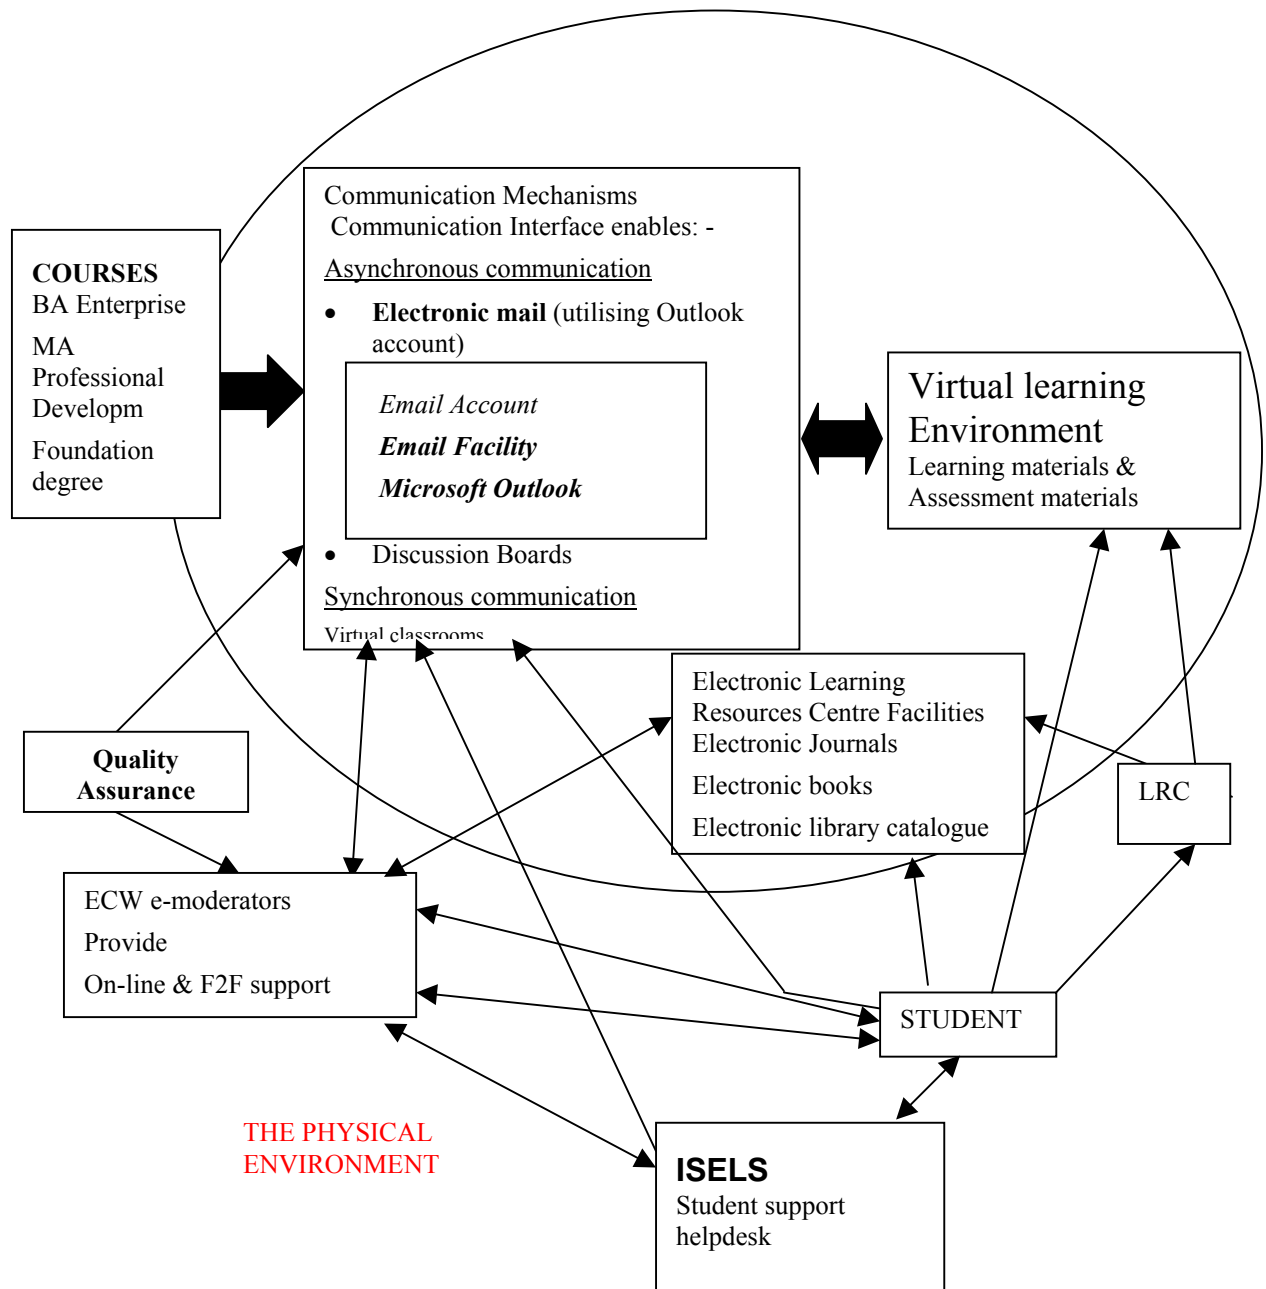 Communication Mechanisms
Communication Interface enables: -
Asynchronous communication
• Electronic mail (utilising Outlook
account)
Email Account
Email Facility
Microsoft Outlook
• Discussion Boards
Synchronous communication
Virtual classrooms
COURSES
BA Enterprise
MA
Professional
Developm
Foundation
degree
Virtual learning
Environment
Learning materials &
Assessment materials
Electronic Learning
Resources Centre Facilities
Electronic Journals
Electronic books
Electronic library catalogue
Quality
Assurance
LRC
ECW e-moderators
Provide
On-line & F2F support
STUDENT
THE PHYSICAL
ENVIRONMENT
ISELS
Student support
helpdesk